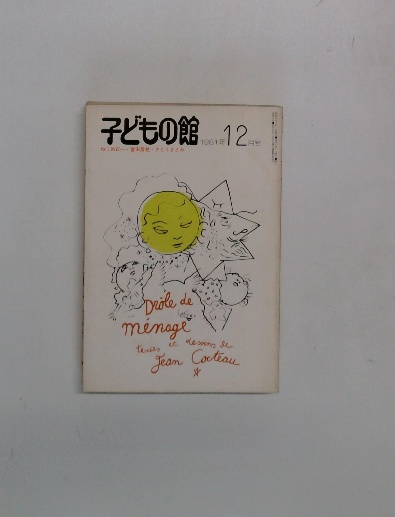 子どもの館
1981年12月号
Drôle de
ménage
textes et dessins de
Jean Cocteau